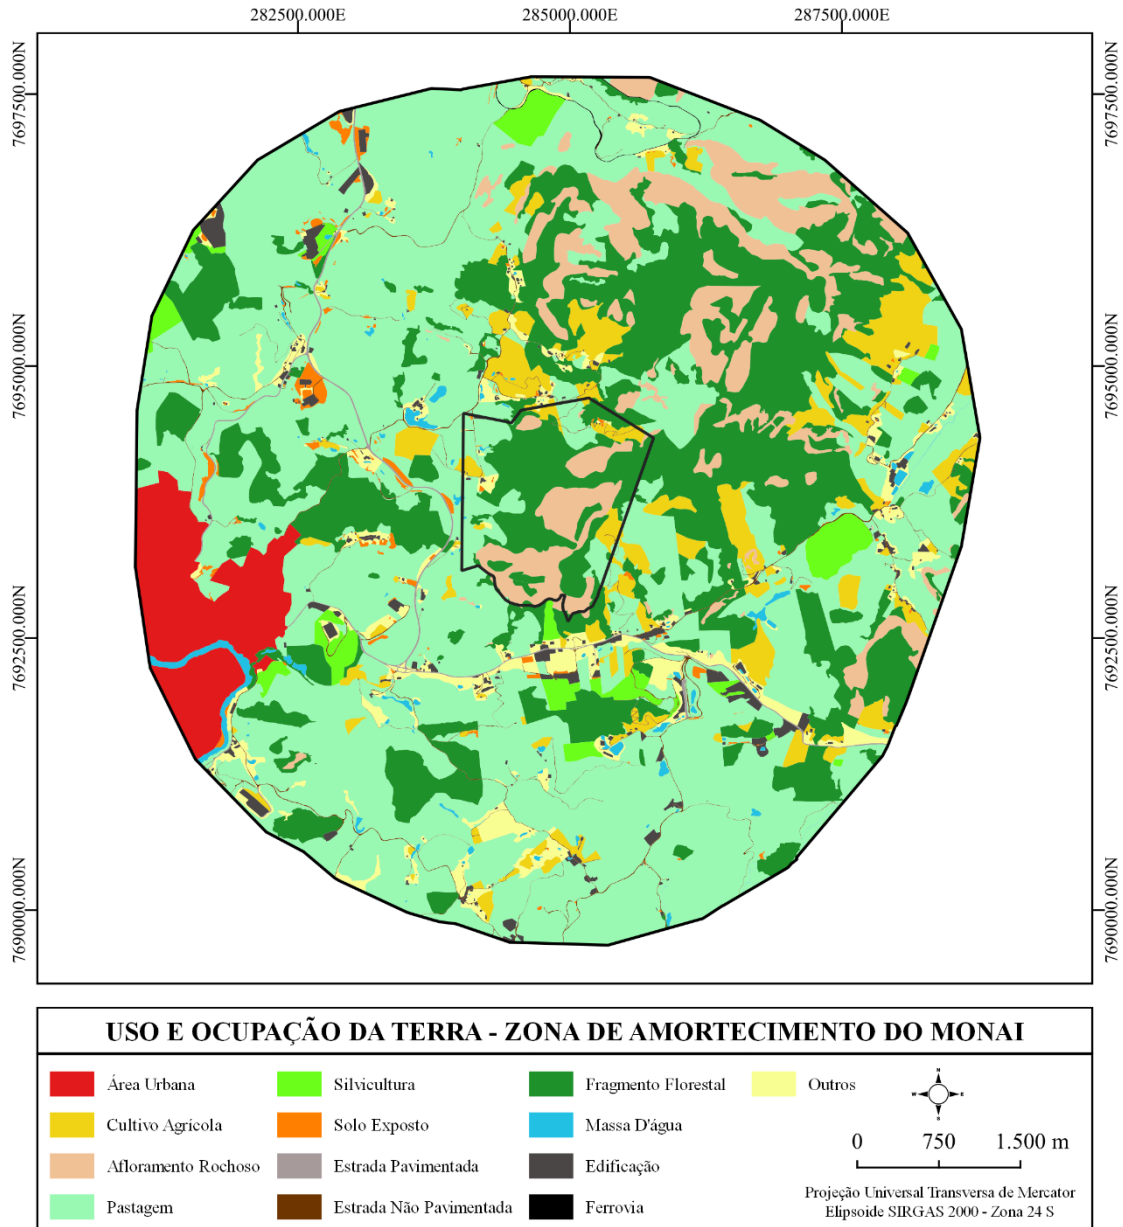 282500.000E 285000.000E 287500.000E
7697500.000N 7697500.000N
7695000.000N 7695000.000N
7692500.000N 7692500.000N
7690000.000N 7690000.000N
USO E OCUPAÇÃO DA TERRA - ZONA DE AMORTECIMENTO DO MONAI
Área Urbana
Cultivo Agrícola
Afloramento Rochoso
Pastagem
Silvicultura
Solo Exposto
Estrada Pavimentada
Estrada Não Pavimentada
Fragmento Florestal
Massa D'água
Edificação
Ferrovia
Outros
N
W E
S
0 750 1.500 m
Projeção Universal Transversa de Mercator
Elipsoide SIRGAS 2000 - Zona 24 S